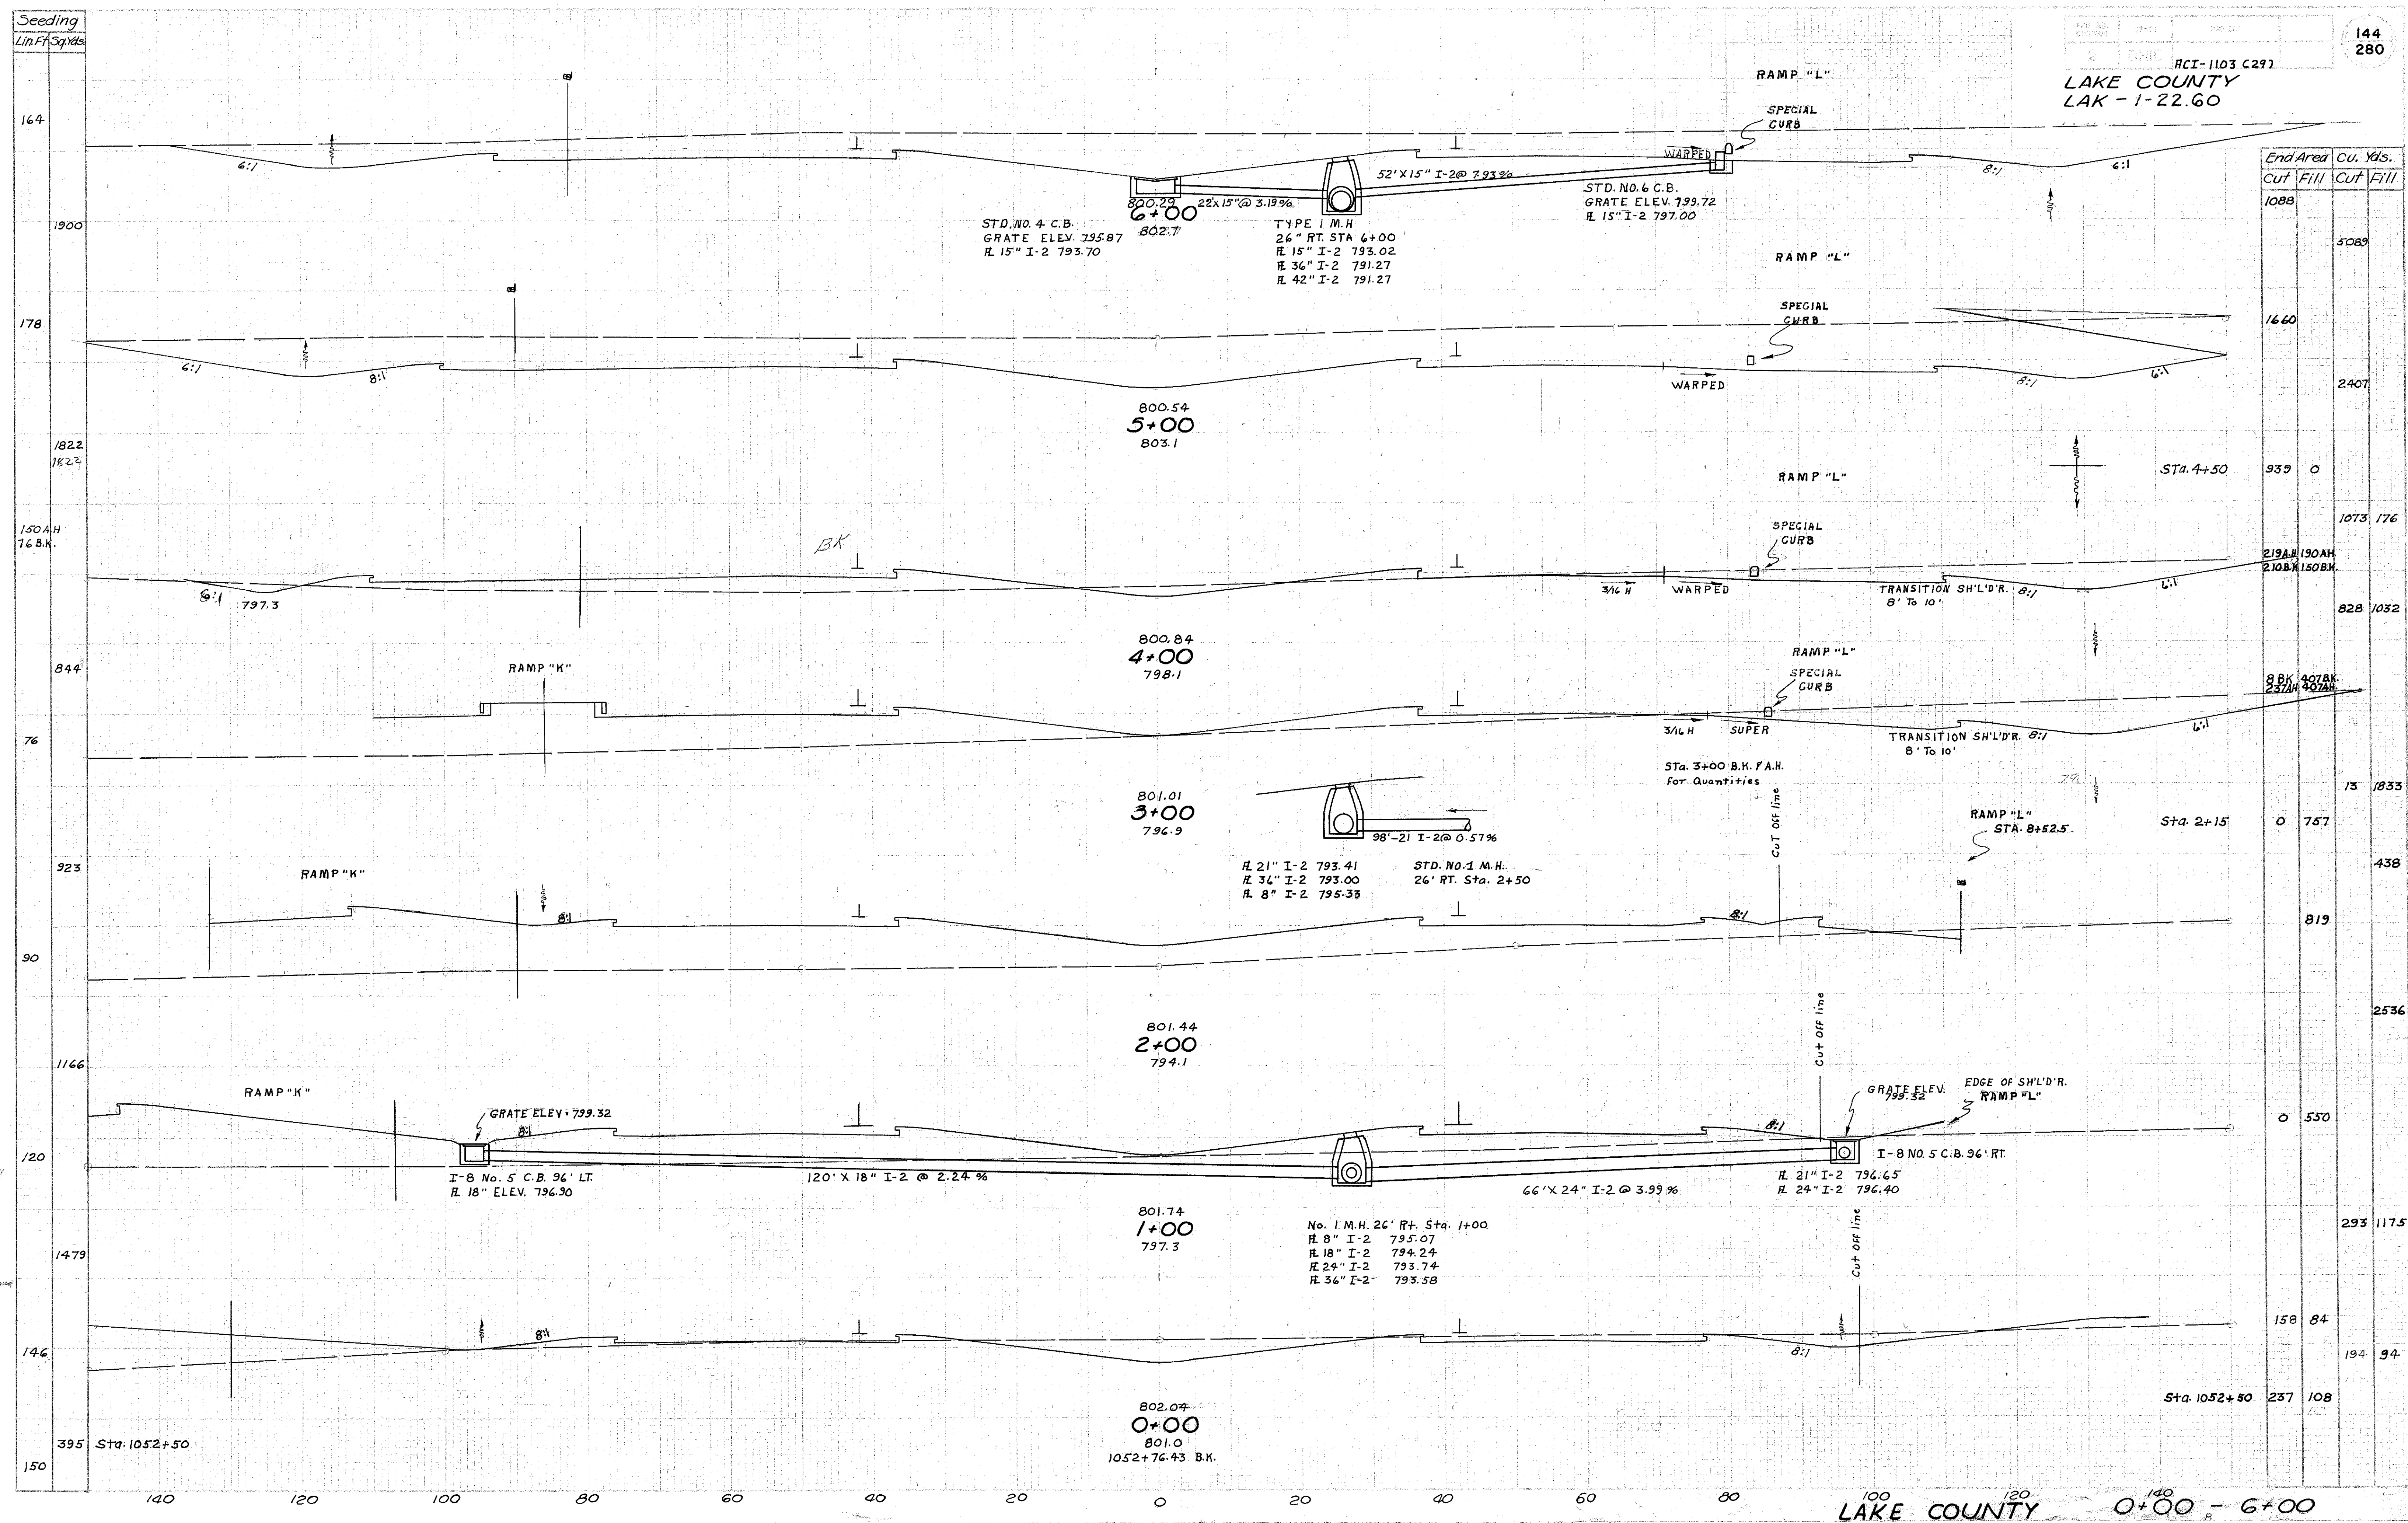 Seeding
Lin.Ft Sq.Yds.
144
280
ACI-1103 (29)
LAKE COUNTY
LAK - 1-22.60
End Area Cu. Yds.
Cut Fill Cut Fill
164
RAMP "L"
SPECIAL
CURB
WARPED
6:1
8:1
6:1
52' X 15" I-2 @ 7.93%
22' x 15" @ 3.19%
STD. NO. 6 C.B.
GRATE ELEV. 799.72
FL 15" I-2 797.00
800.29
6+00
802.7
STD. NO. 4 C.B.
GRATE ELEV. 795.87
FL 15" I-2 793.70
TYPE 1 M.H
26" RT. STA 6+00
FL 15" I-2 793.02
FL 36" I-2 791.27
FL 42" I-2 791.27
1088
1900
5089
RAMP "L"
SPECIAL
CURB
178
1660
6:1
8:1
WARPED
8:1
6:1
2407
800.54
5+00
803.1
1822
1822
RAMP "L"
Sta. 4+50
939 0
1073 176
150 A.H
76 B.K.
BK
SPECIAL
CURB
219 A.H 190 A.H.
210 B.K 150 B.K.
6:1
797.3
3/16 H
WARPED
TRANSITION SH'L'D'R. 8:1
8' To 10'
6:1
828 1032
800.84
4+00
798.1
844
RAMP "K"
RAMP "L"
SPECIAL
CURB
8 BK 407 BK.
237 AH 407 AH.
76
3/16 H
SUPER
TRANSITION SH'L'D'R. 8:1
8' To 10'
6:1
Sta. 3+00 B.K. & A.H.
for Quantities
801.01
3+00
796.9
13 1833
98'-21 I-2 @ 0.57%
Cut Off line
RAMP "L"
STA. 8+52.5
Sta. 2+15
0 757
FL 21" I-2 793.41
FL 36" I-2 793.00
FL 8" I-2 795.33
STD. NO. 1 M.H.
26' RT. Sta. 2+50
923
438
RAMP "K"
8:1
8:1
819
90
801.44
2+00
794.1
Cut Off line
2536
1166
RAMP "K"
GRATE ELEV. 799.32
8:1
8:1
GRATE ELEV.
799.32
EDGE OF SH'L'D'R.
RAMP "L"
0 550
120
I-8 No. 5 C.B. 96' LT.
FL 18" ELEV. 796.90
120' X 18" I-2 @ 2.24 %
66' X 24" I-2 @ 3.99 %
I-8 NO. 5 C.B. 96' RT.
FL 21" I-2 796.65
FL 24" I-2 796.40
801.74
1+00
797.3
No. 1 M.H. 26' Rt. Sta. 1+00
FL 8" I-2 795.07
FL 18" I-2 794.24
FL 24" I-2 793.74
FL 36" I-2 793.58
Cut Off line
293 1175
1479
8:1
8:1
158 84
146
194 94
802.04
0+00
801.0
1052+76.43 B.K.
Sta. 1052+50 237 108
395 Sta. 1052+50
150
140 120 100 80 60 40 20 0 20 40 60 80 100 120 140
LAKE COUNTY 0+00 - 6+00